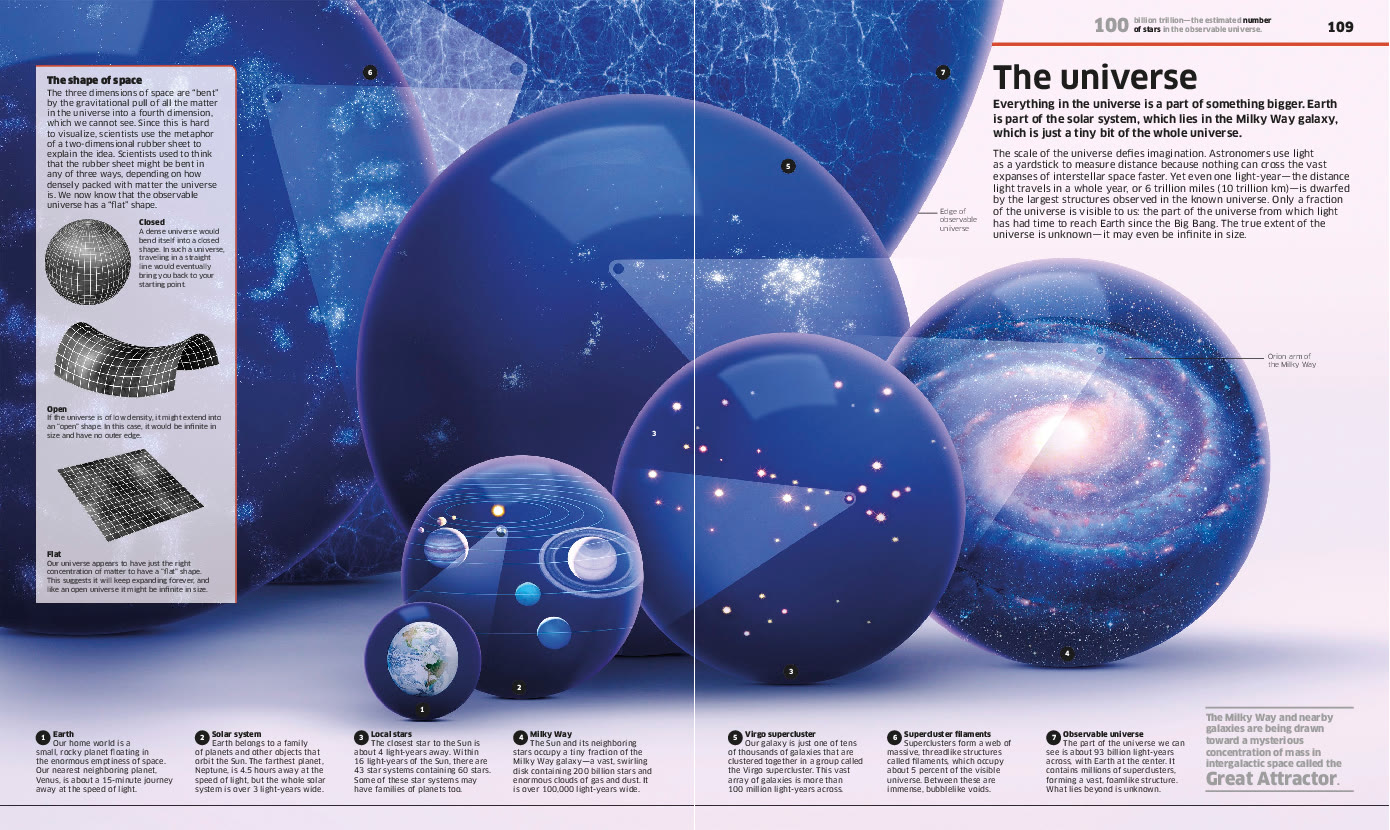 100 billion trillion—the estimated number
of stars in the observable universe.
109
The universe
Everything in the universe is a part of something bigger. Earth
is part of the solar system, which lies in the Milky Way galaxy,
which is just a tiny bit of the whole universe.
The scale of the universe defies imagination. Astronomers use light
as a yardstick to measure distance because nothing can cross the vast
expanses of interstellar space faster. Yet even one light-year—the distance
light travels in a whole year, or 6 trillion miles (10 trillion km)—is dwarfed
by the largest structures observed in the known universe. Only a fraction
of the universe is visible to us: the part of the universe from which light
has had time to reach Earth since the Big Bang. The true extent of the
universe is unknown—it may even be infinite in size.
The shape of space
The three dimensions of space are "bent"
by the gravitational pull of all the matter
in the universe into a fourth dimension,
which we cannot see. Since this is hard
to visualize, scientists use the metaphor
of a two-dimensional rubber sheet to
explain the idea. Scientists used to think
that the rubber sheet might be bent in
any of three ways, depending on how
densely packed with matter the universe
is. We now know that the observable
universe has a "flat" shape.
Closed
A dense universe would
bend itself into a closed
shape. In such a universe,
traveling in a straight
line would eventually
bring you back to your
starting point.
Open
If the universe is of low density, it might extend into
an "open" shape. In this case, it would be infinite in
size and have no outer edge.
Flat
Our universe appears to have just the right
concentration of matter to have a "flat" shape.
This suggests it will keep expanding forever, and
like an open universe it might be infinite in size.
6
7
5
Edge of
observable
universe
Orion arm of
the Milky Way
3
4
3
2
1
1 Earth
Our home world is a
small, rocky planet floating in
the enormous emptiness of space.
Our nearest neighboring planet,
Venus, is about a 15-minute journey
away at the speed of light.
2 Solar system
Earth belongs to a family
of planets and other objects that
orbit the Sun. The farthest planet,
Neptune, is 4.5 hours away at the
speed of light, but the whole solar
system is over 3 light-years wide.
3 Local stars
The closest star to the Sun is
about 4 light-years away. Within
16 light-years of the Sun, there are
43 star systems containing 60 stars.
Some of these star systems may
have families of planets too.
4 Milky Way
The Sun and its neighboring
stars occupy a tiny fraction of the
Milky Way galaxy—a vast, swirling
disk containing 200 billion stars and
enormous clouds of gas and dust. It
is over 100,000 light-years wide.
5 Virgo supercluster
Our galaxy is just one of tens
of thousands of galaxies that are
clustered together in a group called
the Virgo supercluster. This vast
array of galaxies is more than
100 million light-years across.
6 Supercluster filaments
Superclusters form a web of
massive, threadlike structures
called filaments, which occupy
about 5 percent of the visible
universe. Between these are
immense, bubblelike voids.
7 Observable universe
The part of the universe we can
see is about 93 billion light-years
across, with Earth at the center. It
contains millions of superclusters,
forming a vast, foamlike structure.
What lies beyond is unknown.
The Milky Way and nearby
galaxies are being drawn
toward a mysterious
concentration of mass in
intergalactic space called the
Great Attractor.